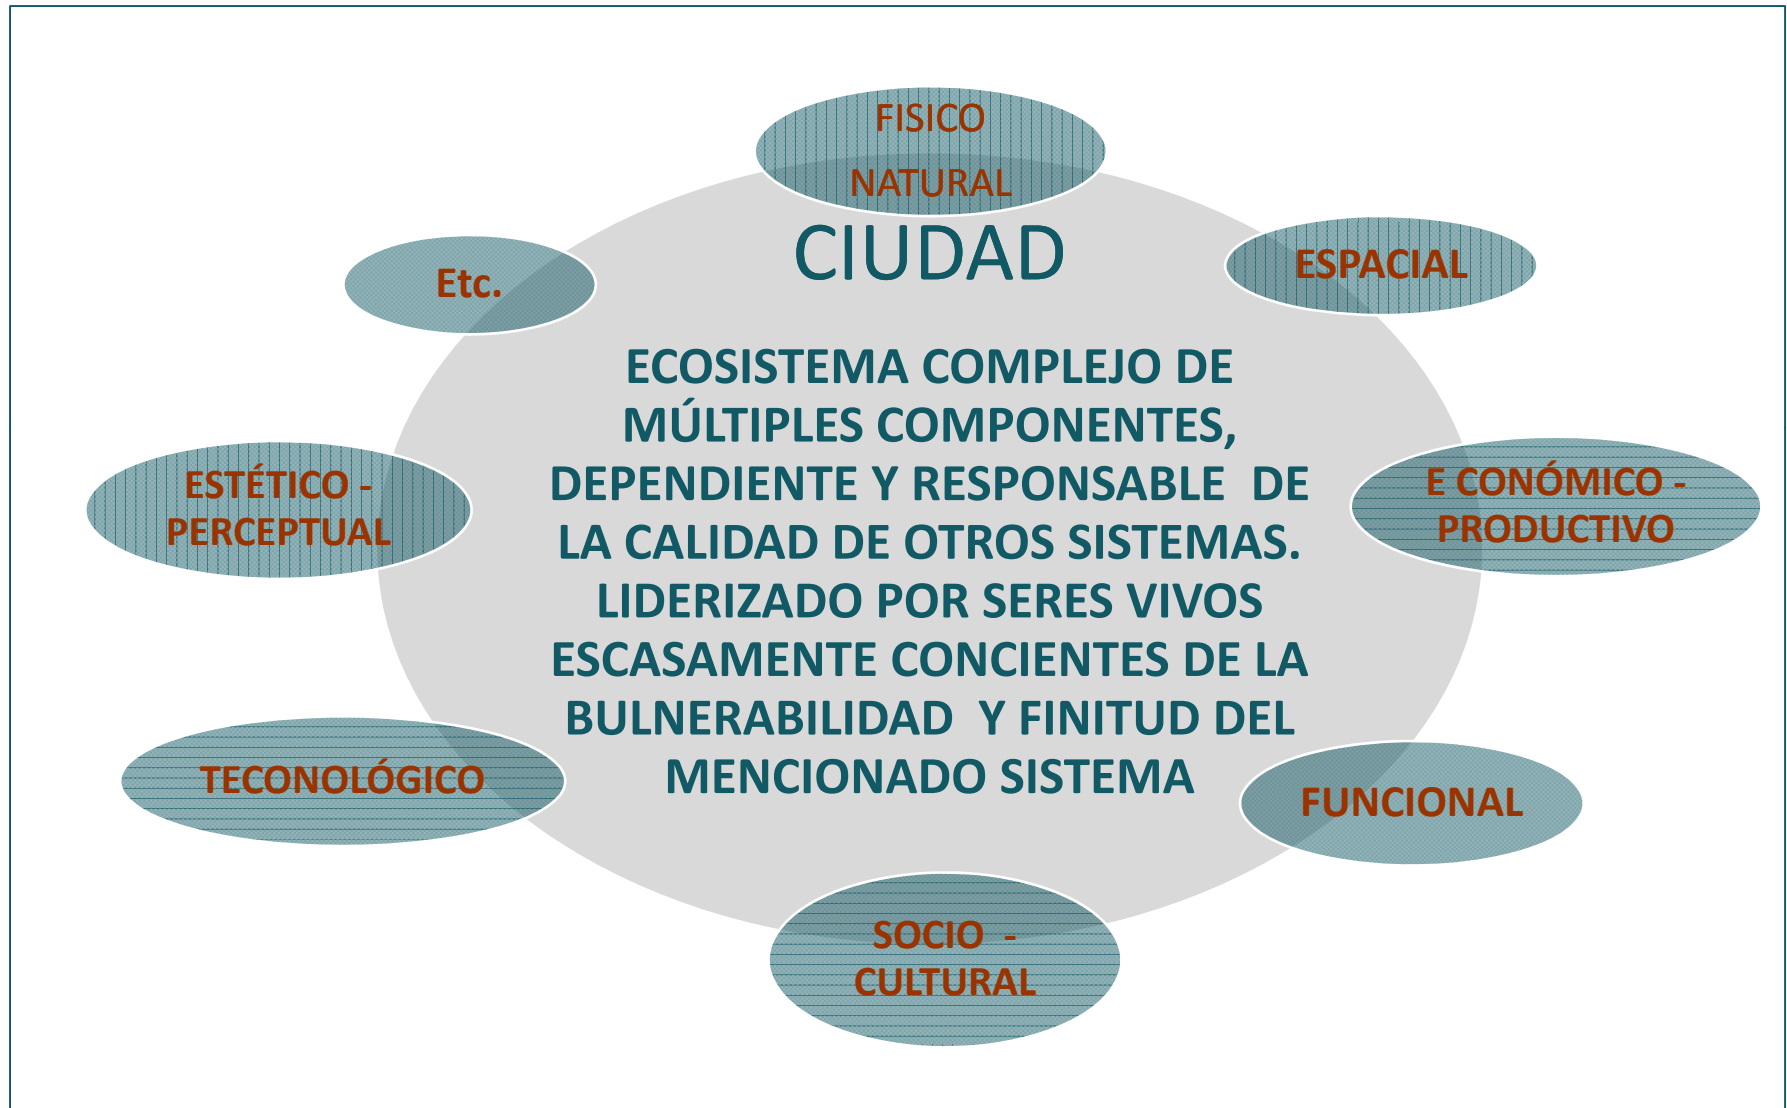 FISICO
NATURAL
CIUDAD
ECOSISTEMA COMPLEJO DE
MÚLTIPLES COMPONENTES,
DEPENDIENTE Y RESPONSABLE  DE
LA CALIDAD DE OTROS SISTEMAS.
LIDERIZADO POR SERES VIVOS
ESCASAMENTE CONCIENTES DE LA
BULNERABILIDAD  Y FINITUD DEL
MENCIONADO SISTEMA
ESPACIAL
E CONÓMICO -
PRODUCTIVO
FUNCIONAL
SOCIO  -
CULTURAL
TECONOLÓGICO
ESTÉTICO -
PERCEPTUAL
Etc.